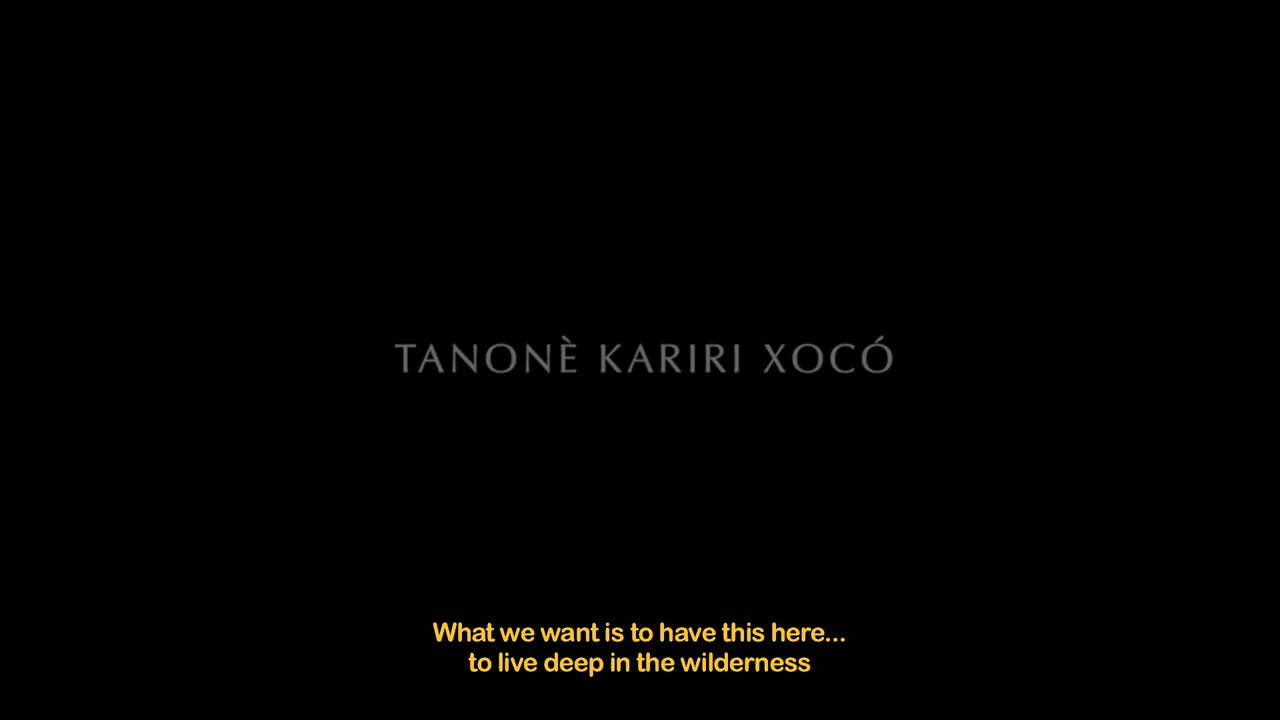 TANONÈ KARIRI XOCÓ
What we want is to have this here...
to live deep in the wilderness